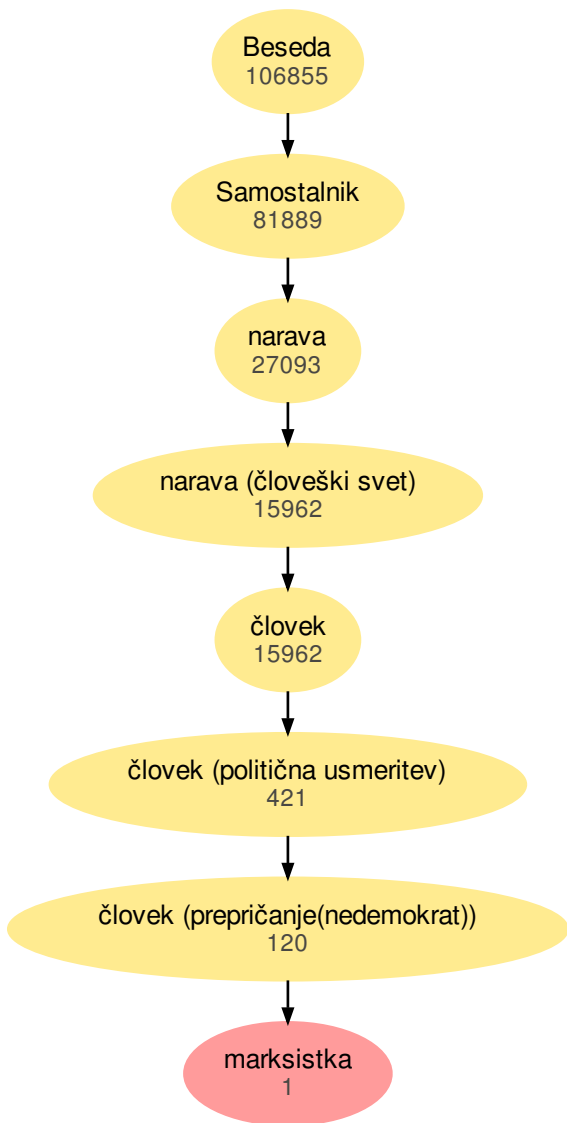 Beseda
106855
Samostalnik
81889
narava
27093
narava (človeški svet)
15962
človek
15962
človek (politična usmeritev)
421
človek (prepričanje(nedemokrat))
120
marksistka
1